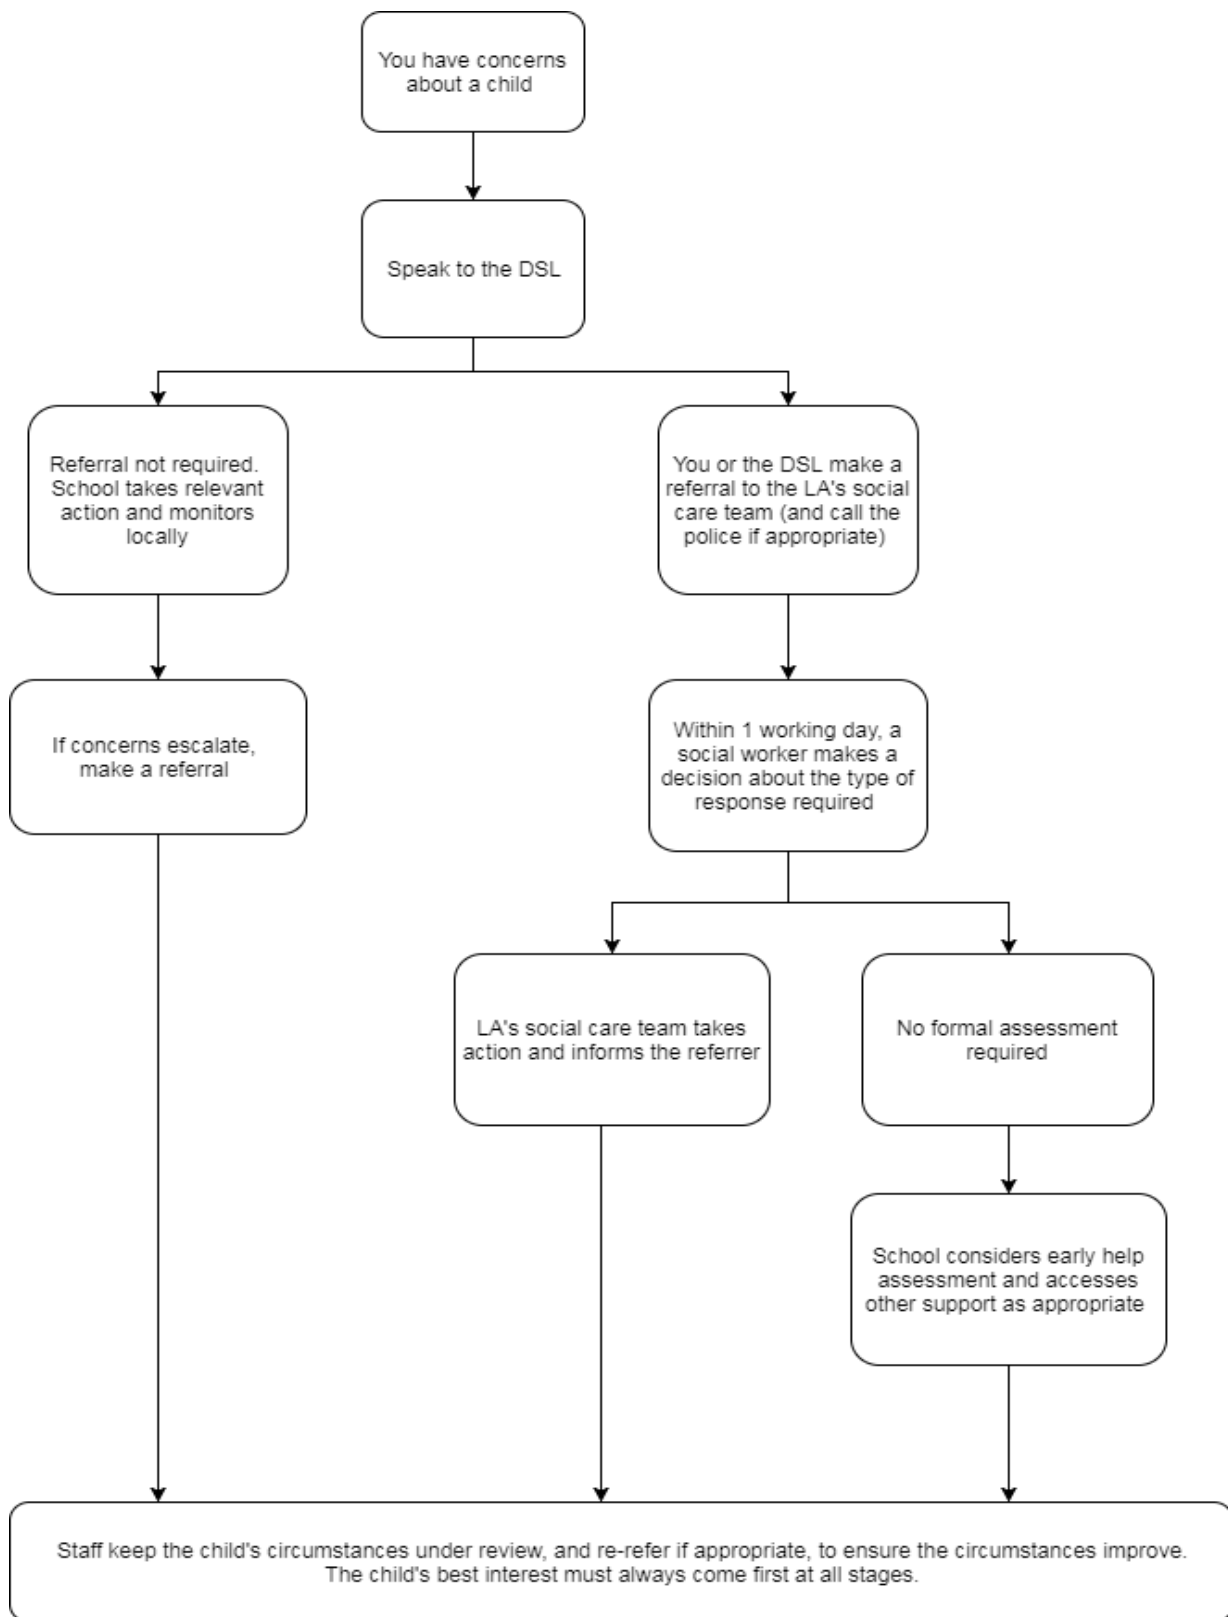 You have concerns
about a child
Speak to the DSL
Referral not required.
School takes relevant
action and monitors
locally
You or the DSL make a
referral to the LA's social
care team (and call the
police if appropriate)
If concerns escalate,
make a referral
Within 1 working day, a
social worker makes a
decision about the type of
response required
LA's social care team takes
action and informs the referrer
No formal assessment
required
School considers early help
assessment and accesses
other support as appropriate
Staff keep the child's circumstances under review, and re-refer if appropriate, to ensure the circumstances improve.
The child's best interest must always come first at all stages.